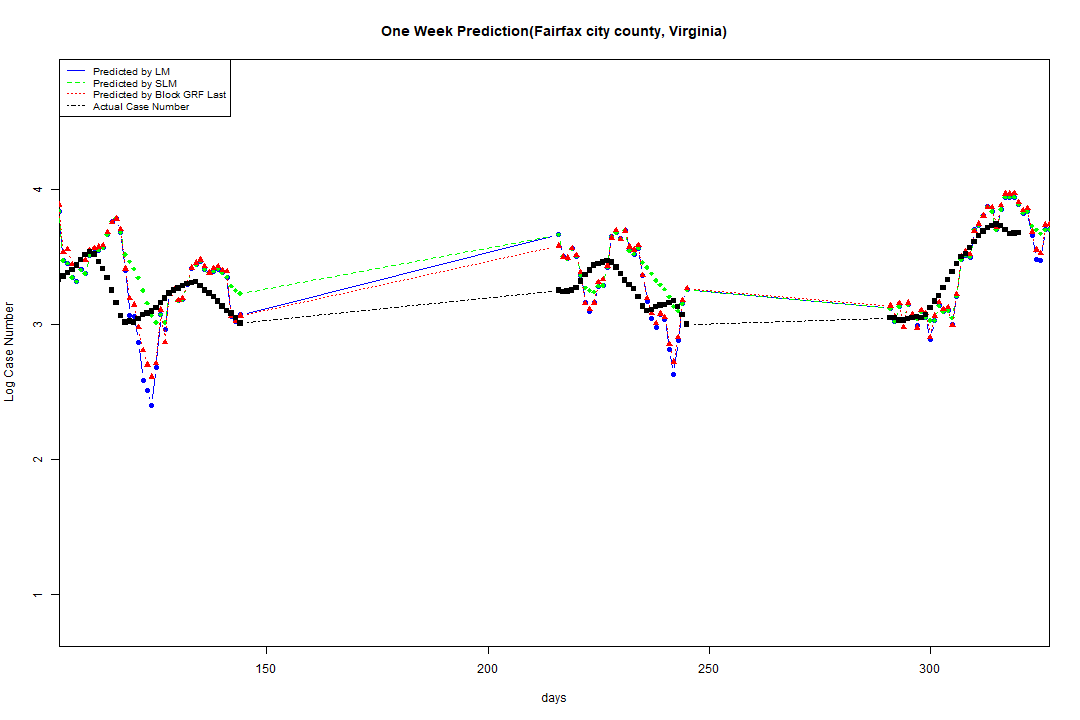 One Week Prediction(Fairfax city county, Virginia)
Predicted by LM
Predicted by SLM
Predicted by Block GRF Last
Actual Case Number
4
3
2
1
Log Case Number
150 200 250 300
days